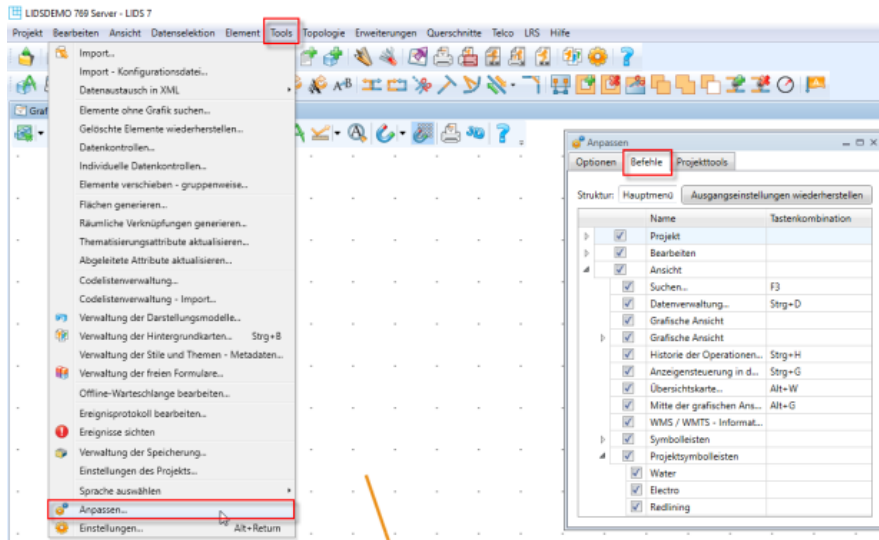 LIDSDEMO 769 Server - LIDS 7
Projekt Bearbeiten Ansicht Datenselektion Element Tools Topologie Erweiterungen Querschnitte Telco LRS Hilfe
Import...
Import - Konfigurationsdatei...
Datenaustausch in XML
Elemente ohne Grafik suchen...
Gelöschte Elemente wiederherstellen...
Datenkontrollen...
Individuelle Datenkontrollen...
Elemente verschieben - gruppenweise...
Flächen generieren...
Räumliche Verknüpfungen generieren...
Thematisierungsattribute aktualisieren...
Abgeleitete Attribute aktualisieren...
Codelistenverwaltung...
Codelistenverwaltung - Import...
Verwaltung der Darstellungsmodelle...
Verwaltung der Hintergrundkarten... Strg+B
Verwaltung der Stile und Themen - Metadaten...
Verwaltung der freien Formulare...
Offline-Warteschlange bearbeiten...
Ereignisprotokoll bearbeiten...
Ereignisse sichten
Verwaltung der Speicherung...
Einstellungen des Projekts...
Sprache auswählen
Anpassen...
Einstellungen... Alt+Return
Graf
A-B
3D
Anpassen
Optionen Befehle Projekttools
Struktur: Hauptmenü Ausgangseinstellungen wiederherstellen
Name Tastenkombination
Projekt
Bearbeiten
Ansicht
Suchen... F3
Datenverwaltung... Strg+D
Grafische Ansicht
Grafische Ansicht
Historie der Operationen... Strg+H
Anzeigensteuerung in d... Strg+G
Übersichtskarte... Alt+W
Mitte der grafischen Ans... Alt+G
WMS / WMTS - Informat...
Symbolleisten
Projektsymbolleisten
Water
Electro
Redlining